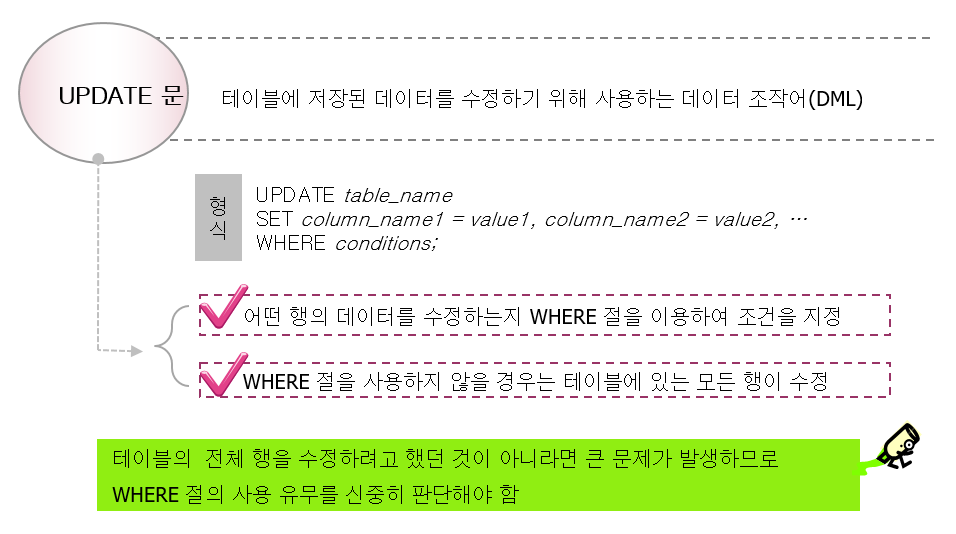 UPDATE 문
테이블에 저장된 데이터를 수정하기 위해 사용하는 데이터 조작어(DML)
형식
UPDATE table_name
SET column_name1 = value1, column_name2 = value2, …
WHERE conditions;
어떤 행의 데이터를 수정하는지 WHERE 절을 이용하여 조건을 지정
WHERE 절을 사용하지 않을 경우는 테이블에 있는 모든 행이 수정
테이블의 전체 행을 수정하려고 했던 것이 아니라면 큰 문제가 발생하므로
WHERE 절의 사용 유무를 신중히 판단해야 함